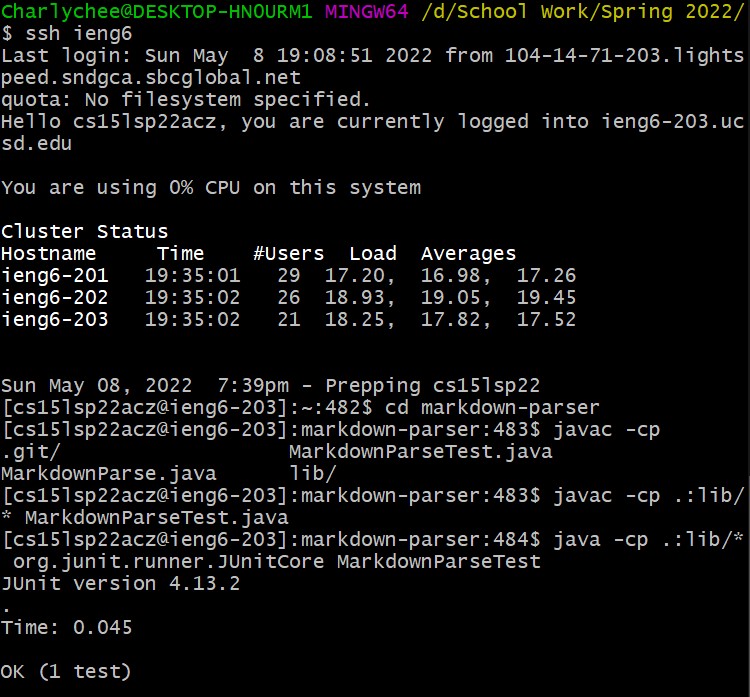 Charlychee@DESKTOP-HNOURM1 MINGW64 /d/School Work/Spring 2022/
$ ssh ieng6
Last login: Sun May  8 19:08:51 2022 from 104-14-71-203.lights
peed.sndgca.sbcglobal.net
quota: No filesystem specified.
Hello cs15lsp22acz, you are currently logged into ieng6-203.uc
sd.edu
You are using 0% CPU on this system
Cluster Status
Hostname     Time    #Users  Load  Averages
ieng6-201   19:35:01   29  17.20,  16.98,  17.26
ieng6-202   19:35:02   26  18.93,  19.05,  19.45
ieng6-203   19:35:02   21  18.25,  17.82,  17.52
Sun May 08, 2022  7:39pm - Prepping cs15lsp22
[cs15lsp22acz@ieng6-203]:~:482$ cd markdown-parser
[cs15lsp22acz@ieng6-203]:markdown-parser:483$ javac -cp
.git/                   MarkdownParseTest.java
MarkdownParse.java      lib/
[cs15lsp22acz@ieng6-203]:markdown-parser:483$ javac -cp .:lib/
* MarkdownParseTest.java
[cs15lsp22acz@ieng6-203]:markdown-parser:484$ java -cp .:lib/*
 org.junit.runner.JUnitCore MarkdownParseTest
JUnit version 4.13.2
.
Time: 0.045
OK (1 test)